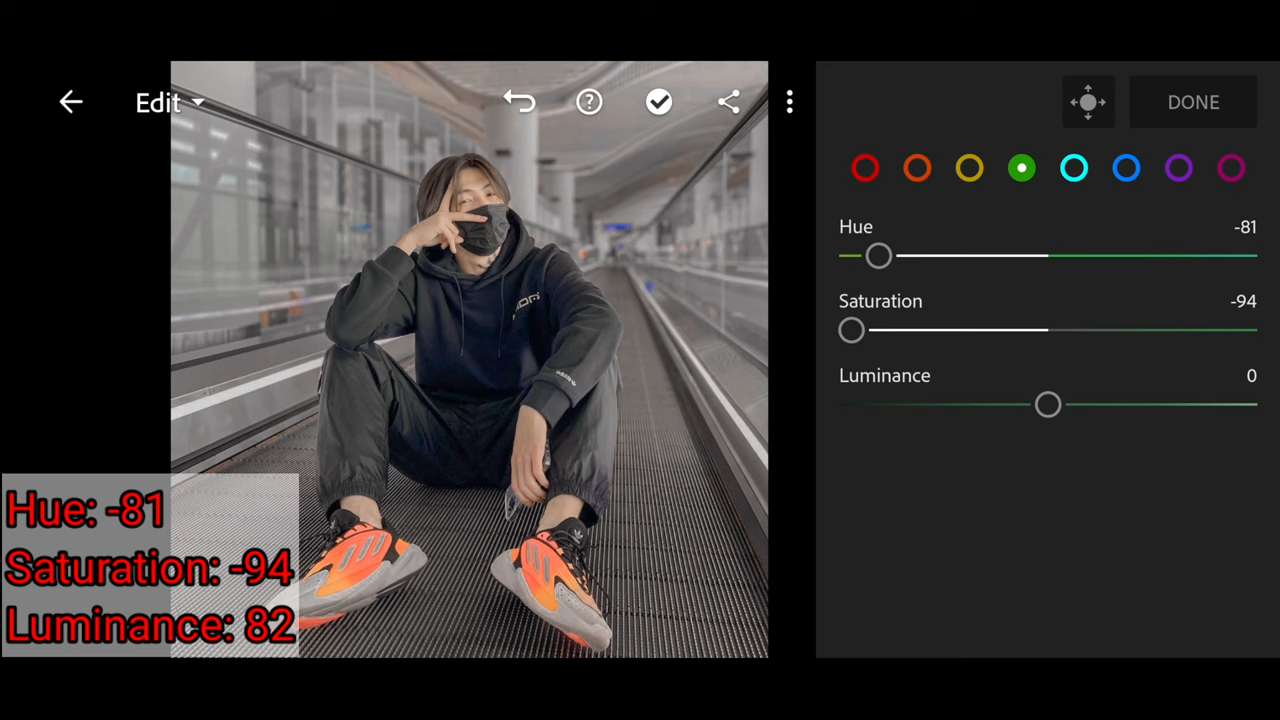 Edit
DONE
Hue -81
Saturation -94
Luminance 0
Hue: -81
Saturation: -94
Luminance: 82